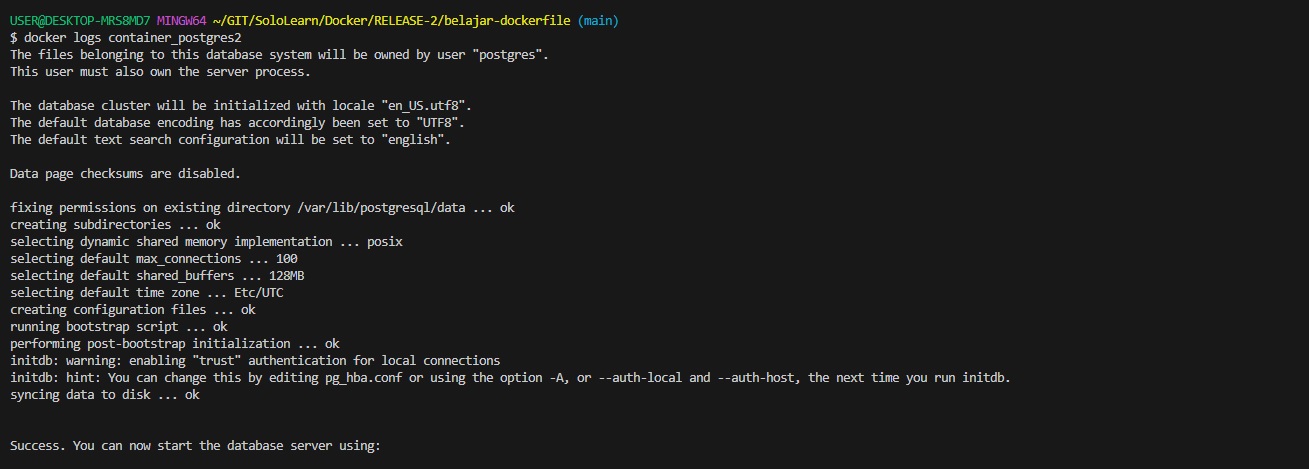 USER@DESKTOP-MRS8MD7 MINGW64 ~/GIT/SoloLearn/Docker/RELEASE-2/belajar-dockerfile (main)
$ docker logs container_postgres2
The files belonging to this database system will be owned by user "postgres".
This user must also own the server process.
The database cluster will be initialized with locale "en_US.utf8".
The default database encoding has accordingly been set to "UTF8".
The default text search configuration will be set to "english".
Data page checksums are disabled.
fixing permissions on existing directory /var/lib/postgresql/data ... ok
creating subdirectories ... ok
selecting dynamic shared memory implementation ... posix
selecting default max_connections ... 100
selecting default shared_buffers ... 128MB
selecting default time zone ... Etc/UTC
creating configuration files ... ok
running bootstrap script ... ok
performing post-bootstrap initialization ... ok
initdb: warning: enabling "trust" authentication for local connections
initdb: hint: You can change this by editing pg_hba.conf or using the option -A, or --auth-local and --auth-host, the next time you run initdb.
syncing data to disk ... ok
Success. You can now start the database server using: